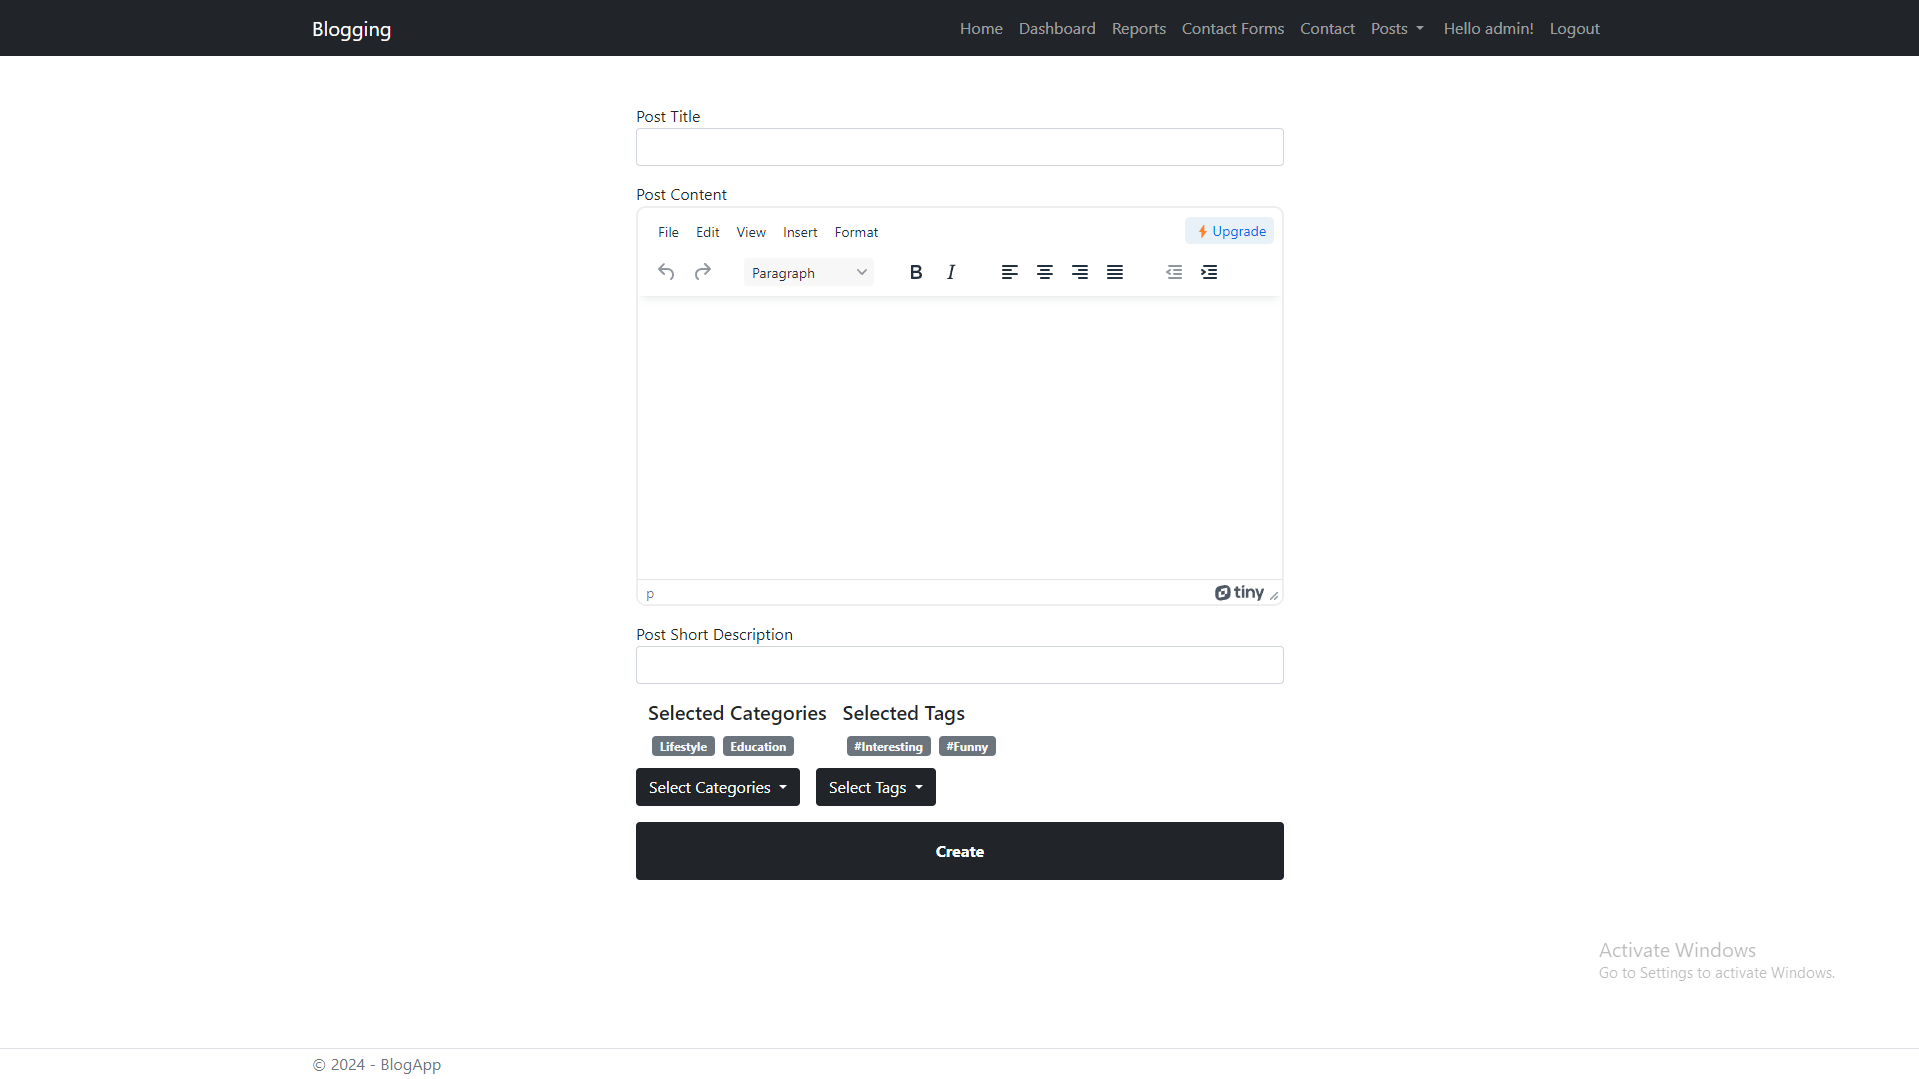 Blogging
Home Dashboard Reports Contact Forms Contact Posts Hello admin! Logout
Post Title
Post Content
File Edit View Insert Format
Upgrade
Paragraph B I
p
tiny
Post Short Description
Selected Categories Selected Tags
Lifestyle Education #Interesting #Funny
Select Categories Select Tags
Create
Activate Windows
Go to Settings to activate Windows.
© 2024 - BlogApp